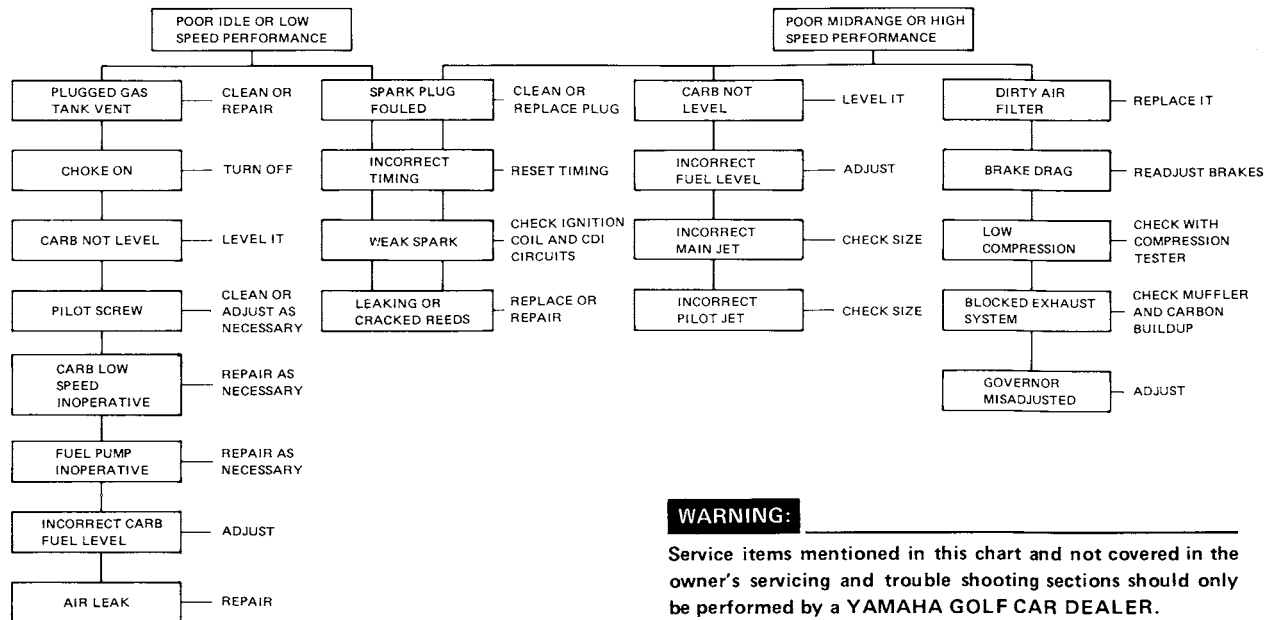 POOR IDLE OR LOW
SPEED PERFORMANCE
POOR MIDRANGE OR HIGH
SPEED PERFORMANCE
PLUGGED GAS
TANK VENT
CLEAN OR
REPAIR
CHOKE ON
TURN OFF
CARB NOT LEVEL
LEVEL IT
PILOT SCREW
CLEAN OR
ADJUST AS
NECESSARY
CARB LOW
SPEED
INOPERATIVE
REPAIR AS
NECESSARY
FUEL PUMP
INOPERATIVE
REPAIR AS
NECESSARY
INCORRECT CARB
FUEL LEVEL
ADJUST
AIR LEAK
REPAIR
SPARK PLUG
FOULED
CLEAN OR
REPLACE PLUG
INCORRECT
TIMING
RESET TIMING
WEAK SPARK
CHECK IGNITION
COIL AND CDI
CIRCUITS
LEAKING OR
CRACKED REEDS
REPLACE OR
REPAIR
CARB NOT
LEVEL
LEVEL IT
INCORRECT
FUEL LEVEL
ADJUST
INCORRECT
MAIN JET
CHECK SIZE
INCORRECT
PILOT JET
CHECK SIZE
DIRTY AIR
FILTER
REPLACE IT
BRAKE DRAG
READJUST BRAKES
LOW
COMPRESSION
CHECK WITH
COMPRESSION
TESTER
BLOCKED EXHAUST
SYSTEM
CHECK MUFFLER
AND CARBON
BUILDUP
GOVERNOR
MISADJUSTED
ADJUST
WARNING:
Service items mentioned in this chart and not covered in the
owner's servicing and trouble shooting sections should only
be performed by a YAMAHA GOLF CAR DEALER.